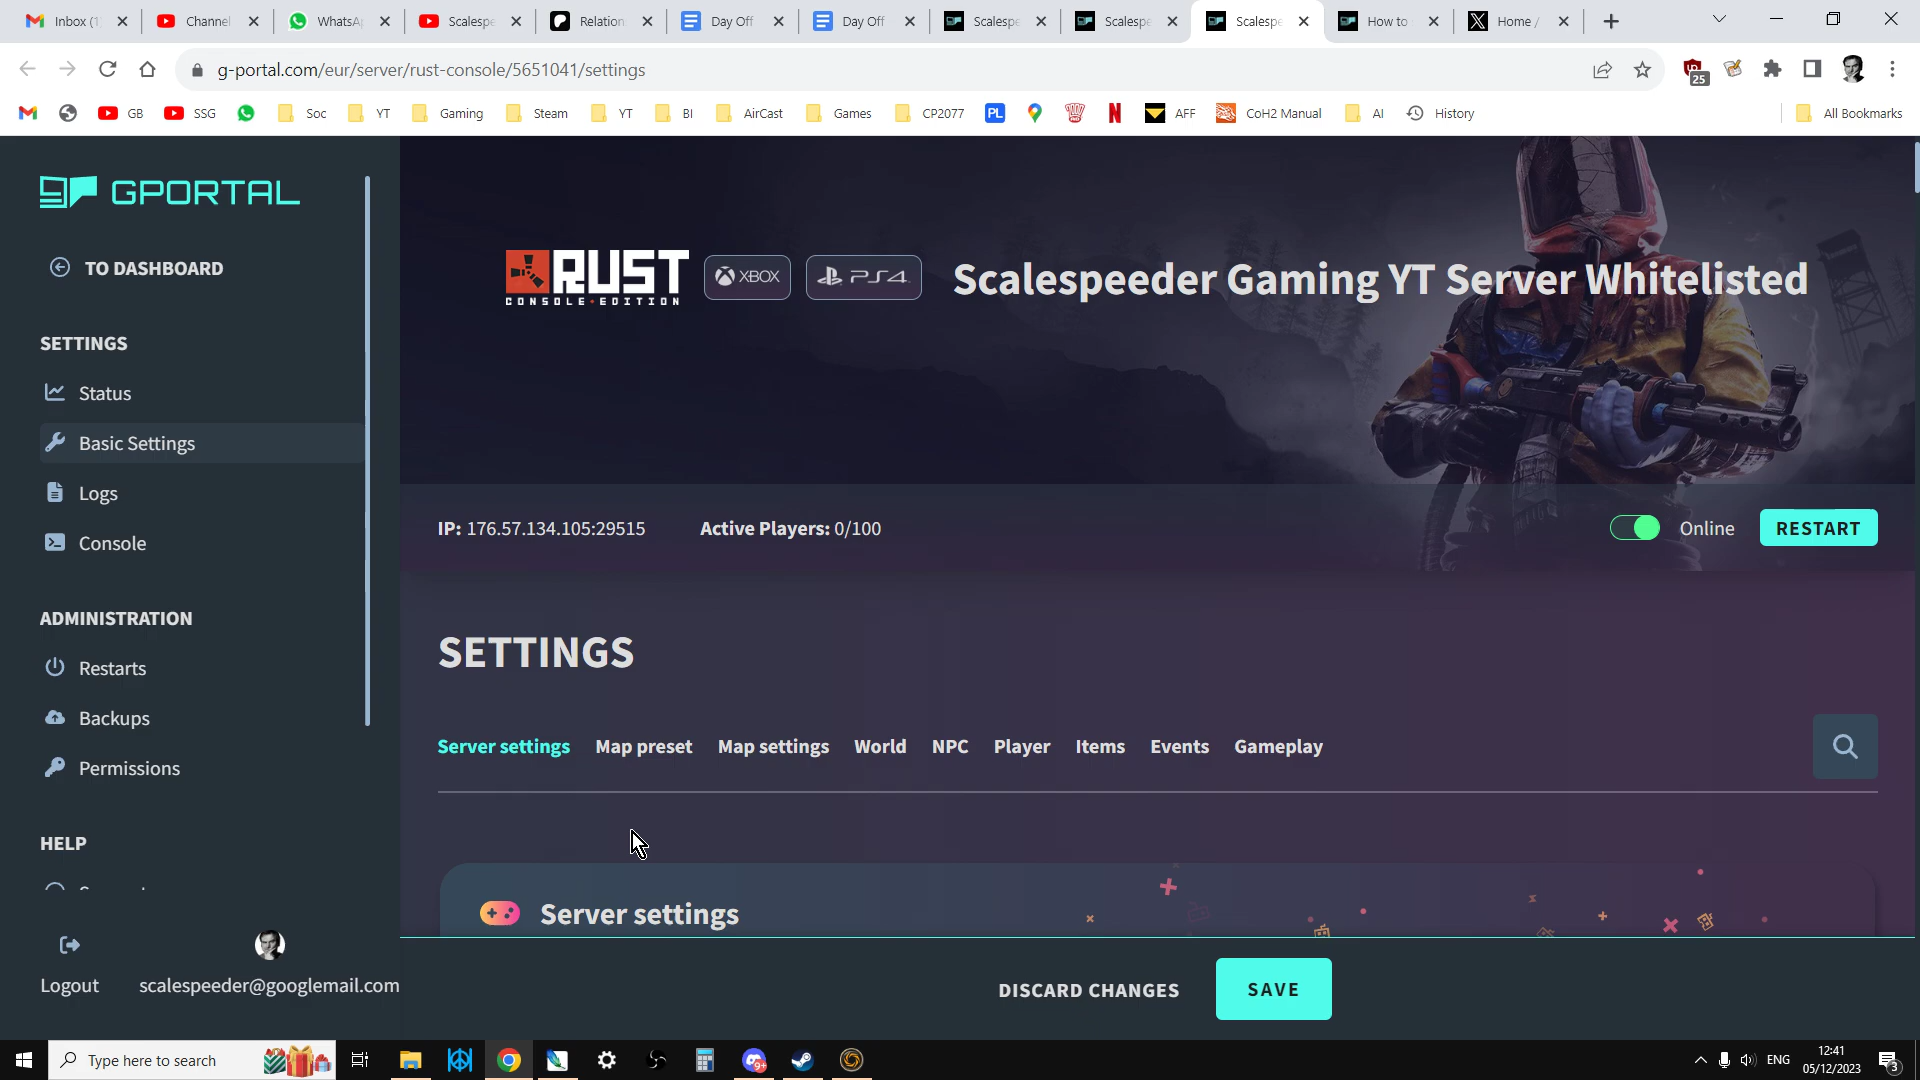 Inbox (1
Channel
WhatsA
Scalespe
Relation
Day Off
Day Off
Scalespe
Scalespe
Scalespe
How to
Home /
g-portal.com/eur/server/rust-console/5651041/settings
25
GB
SSG
Soc
YT
Gaming
Steam
YT
BI
AirCast
Games
CP2077
PL
AFF
CoH2 Manual
AI
History
All Bookmarks
GPORTAL
TO DASHBOARD
SETTINGS
Status
Basic Settings
Logs
Console
ADMINISTRATION
Restarts
Backups
Permissions
HELP
Logout
scalespeeder@googlemail.com
RUST
CONSOLE EDITION
XBOX
PS4
Scalespeeder Gaming YT Server Whitelisted
IP: 176.57.134.105:29515
Active Players: 0/100
Online
RESTART
SETTINGS
Server settings
Map preset
Map settings
World
NPC
Player
Items
Events
Gameplay
Server settings
DISCARD CHANGES
SAVE
Type here to search
9+
ENG
12:41
05/12/2023
3